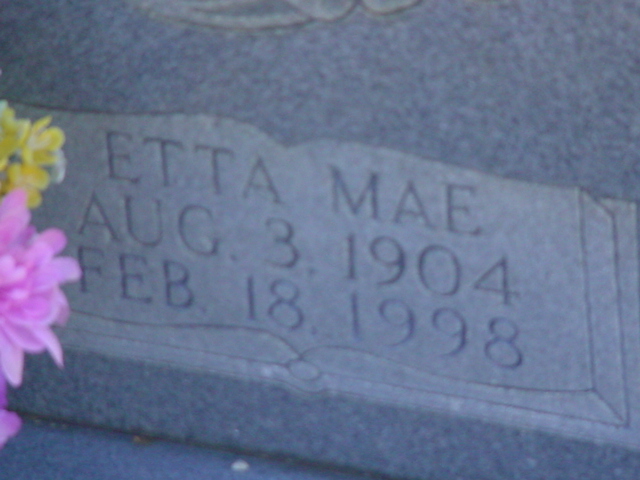 ETTA MAE
AUG. 3. 1904
FEB. 18. 1998